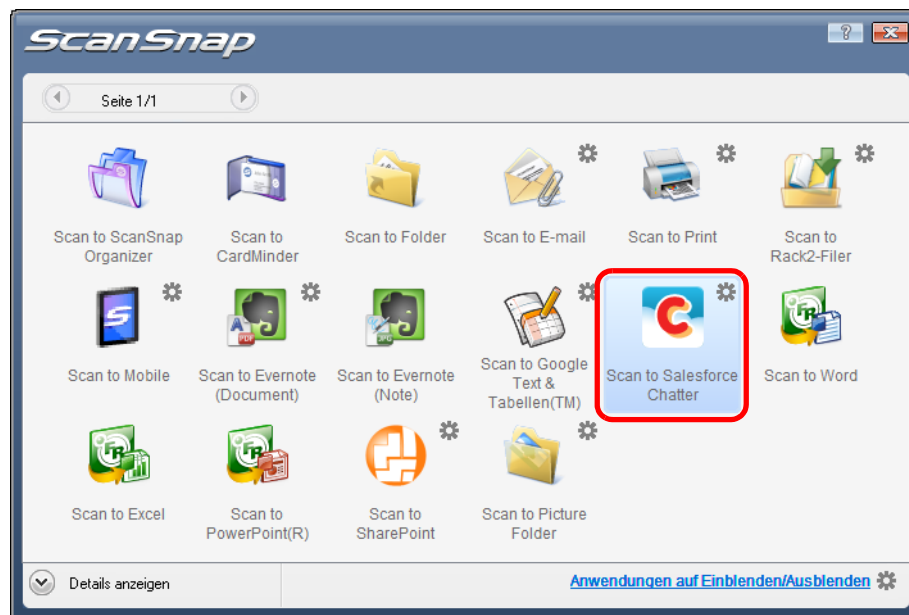 ScanSnap
Seite 1/1
Scan to ScanSnap
Organizer
Scan to
CardMinder
Scan to Folder
Scan to E-mail
Scan to Print
Scan to
Rack2-Filer
Scan to Mobile
Scan to Evernote
(Document)
Scan to Evernote
(Note)
Scan to Google
Text &
Tabellen(TM)
Scan to Salesforce
Chatter
Scan to Word
Scan to Excel
Scan to
PowerPoint(R)
Scan to
SharePoint
Scan to Picture
Folder
Details anzeigen
Anwendungen auf Einblenden/Ausblenden